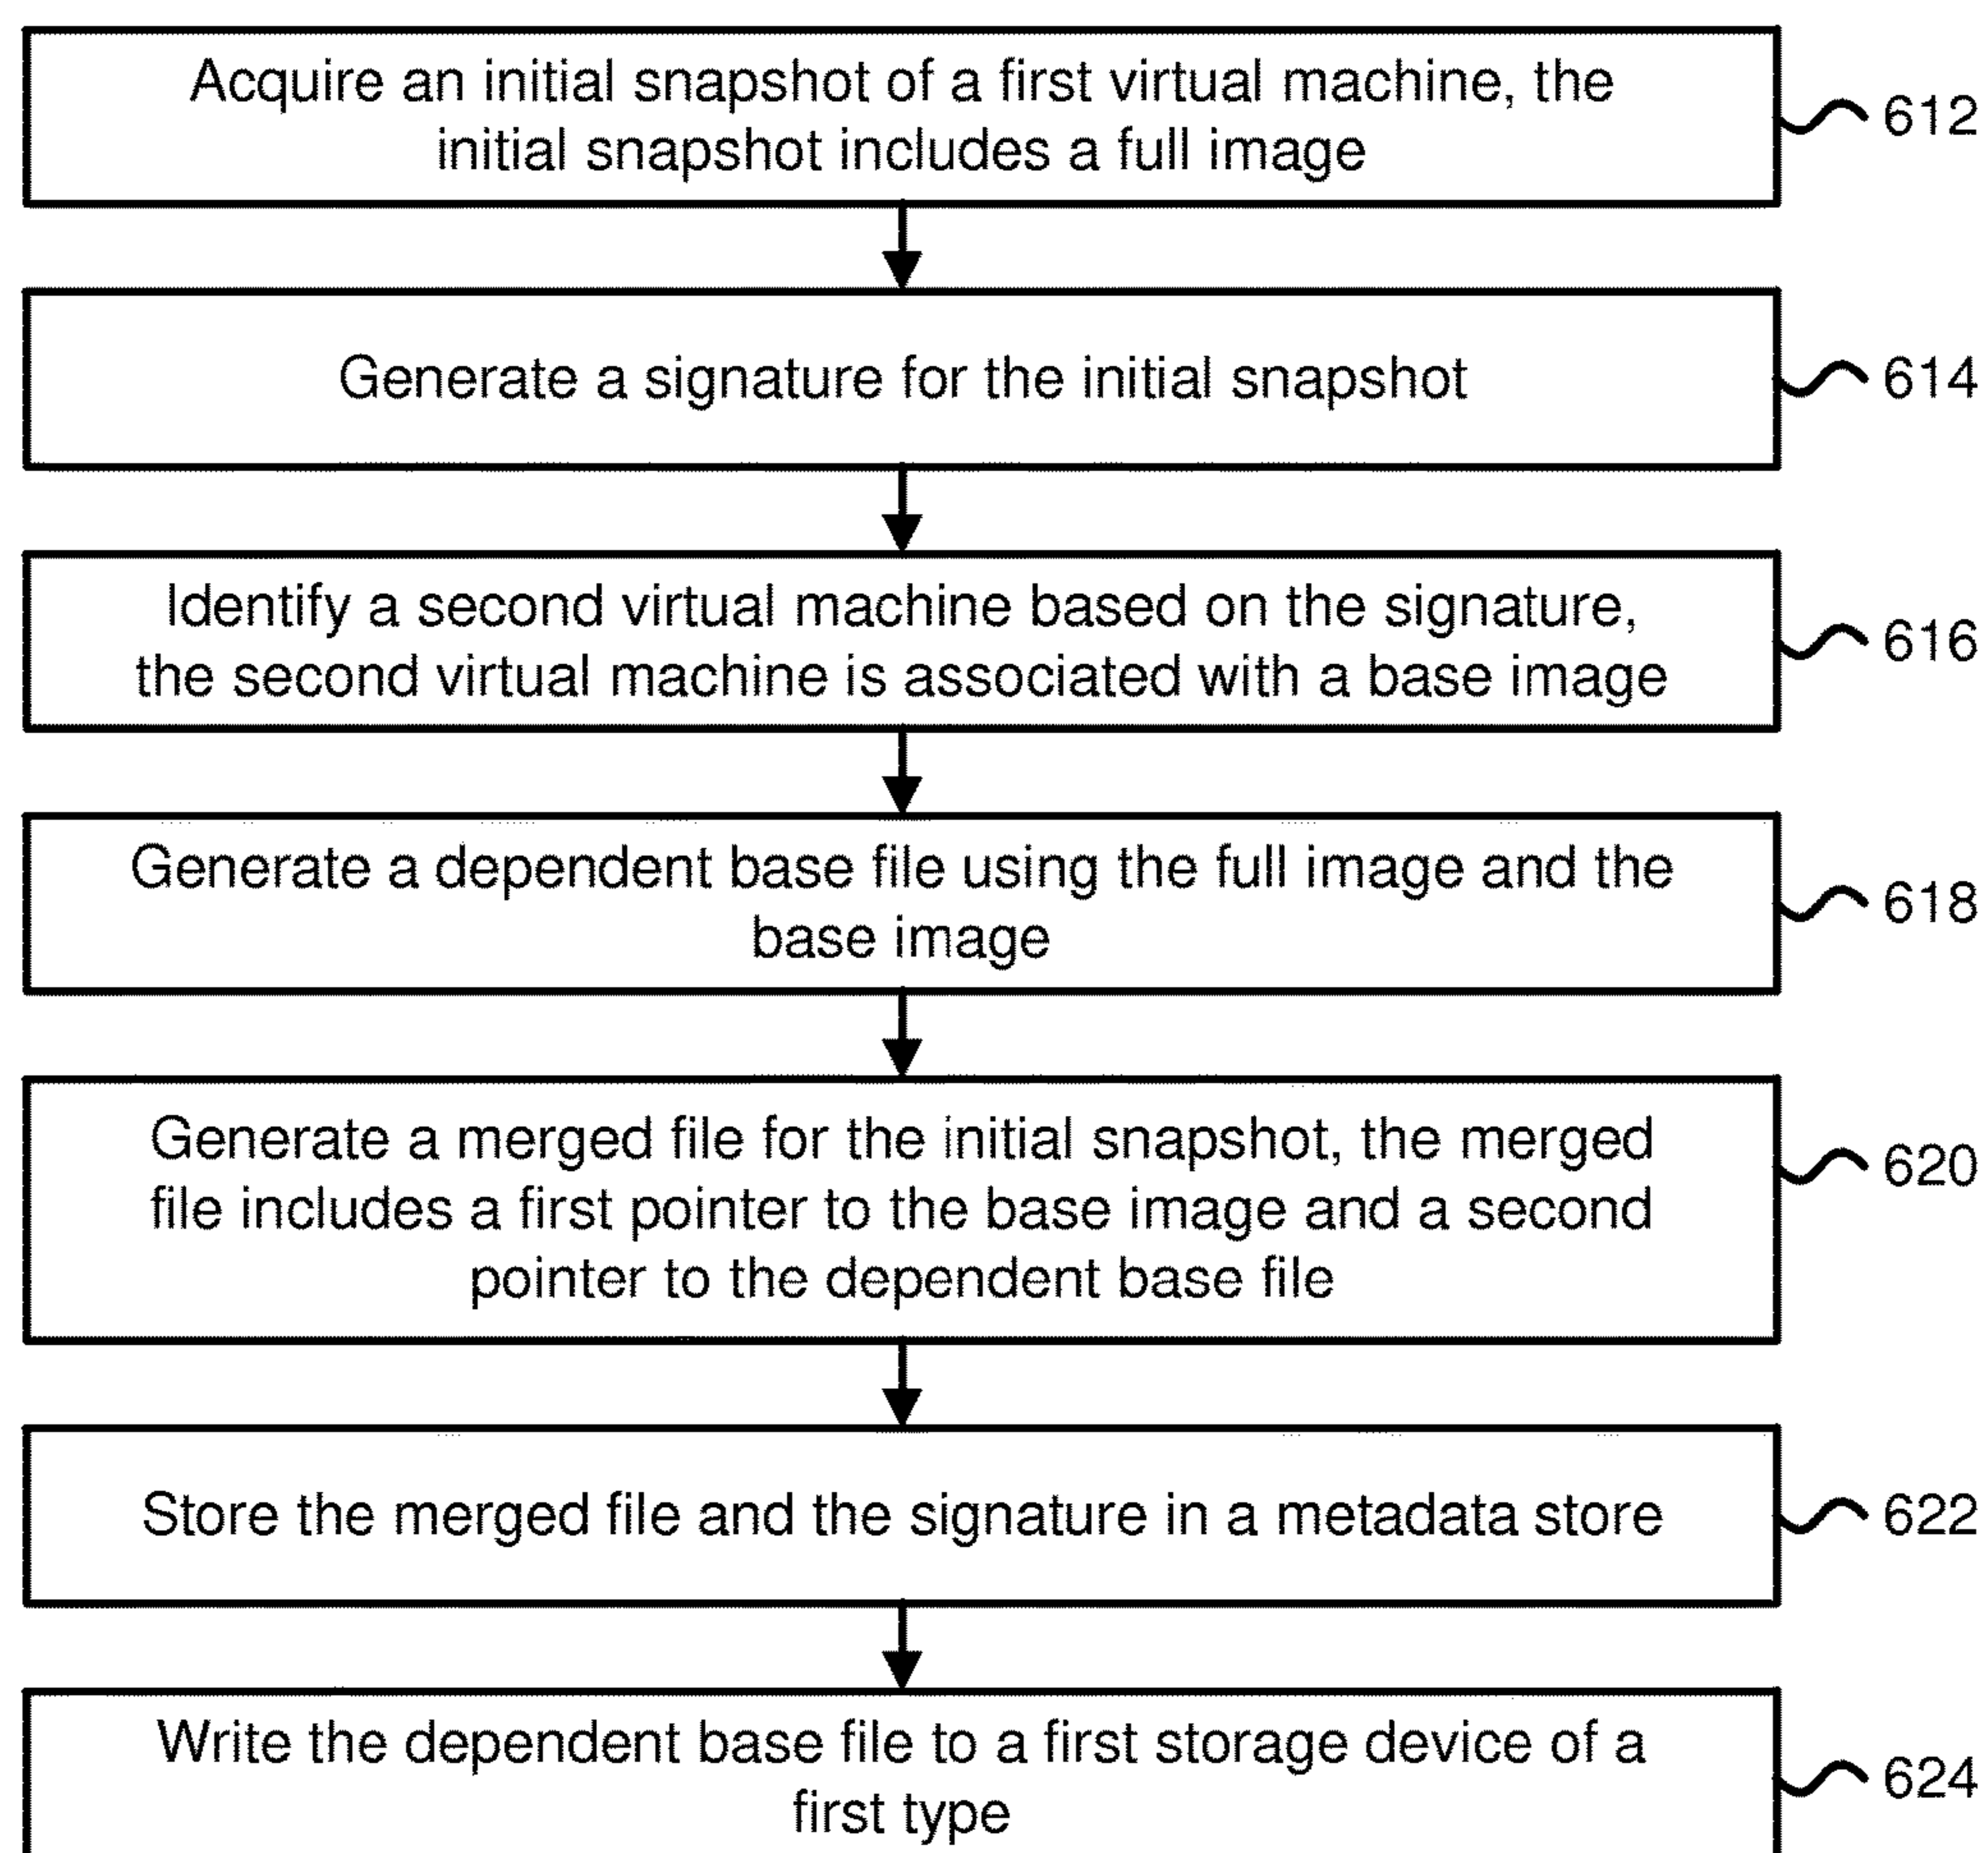 Acquire an initial snapshot of a first virtual machine, the
initial snapshot includes a full image
612
Generate a signature for the initial snapshot
614
Identify a second virtual machine based on the signature,
the second virtual machine is associated with a base image
616
Generate a dependent base file using the full image and the
base image
618
Generate a merged file for the initial snapshot, the merged
file includes a first pointer to the base image and a second
pointer to the dependent base file
620
Store the merged file and the signature in a metadata store
622
Write the dependent base file to a first storage device of a
first type
624